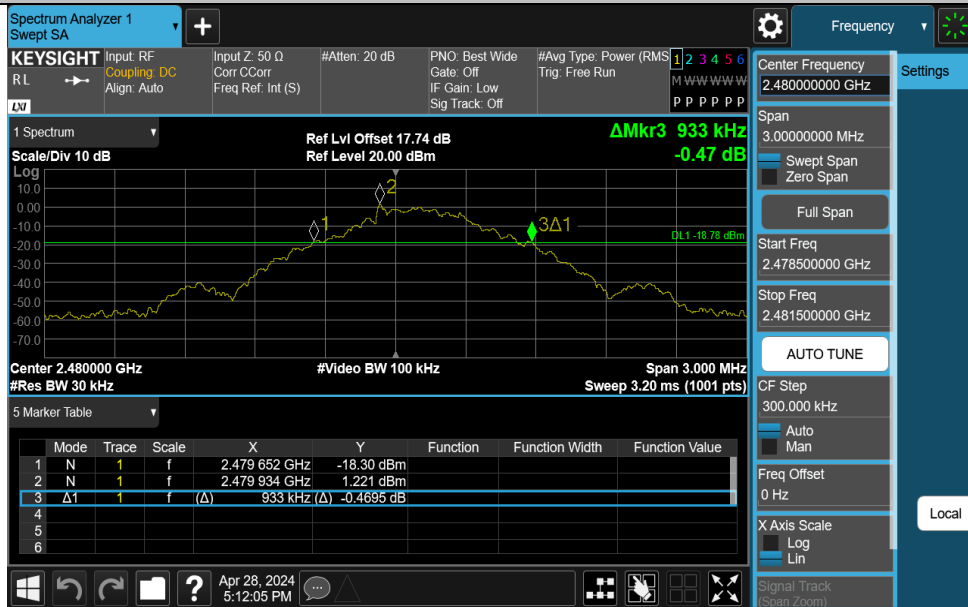 Spectrum Analyzer 1
Swept SA
+
Frequency
KEYSIGHT
RL
LXI
Input: RF
Coupling: DC
Align: Auto
Input Z: 50 Ω
Corr CCorr
Freq Ref: Int (S)
#Atten: 20 dB
PNO: Best Wide
Gate: Off
IF Gain: Low
Sig Track: Off
#Avg Type: Power (RMS
Trig: Free Run
1 2 3 4 5 6
M W W W W W
P P P P P P
1 Spectrum
Scale/Div 10 dB
Ref Lvl Offset 17.74 dB
Ref Level 20.00 dBm
ΔMkr3 933 kHz
-0.47 dB
Log
10.0
0.00
-10.0
-20.0
-30.0
-40.0
-50.0
-60.0
-70.0
1
2
3Δ1
DL1 -18.78 dBm
Center 2.480000 GHz
#Res BW 30 kHz
#Video BW 100 kHz
Span 3.000 MHz
Sweep 3.20 ms (1001 pts)
5 Marker Table
Mode Trace Scale X Y Function Function Width Function Value
1 N 1 f 2.479 652 GHz -18.30 dBm
2 N 1 f 2.479 934 GHz 1.221 dBm
3 Δ1 1 f (Δ) 933 kHz (Δ) -0.4695 dB
4
5
6
?
Apr 28, 2024
5:12:05 PM
Center Frequency
2.480000000 GHz
Settings
Span
3.00000000 MHz
Swept Span
Zero Span
Full Span
Start Freq
2.478500000 GHz
Stop Freq
2.481500000 GHz
AUTO TUNE
CF Step
300.000 kHz
Auto
Man
Freq Offset
0 Hz
Local
X Axis Scale
Log
Lin
Signal Track
(Span Zoom)